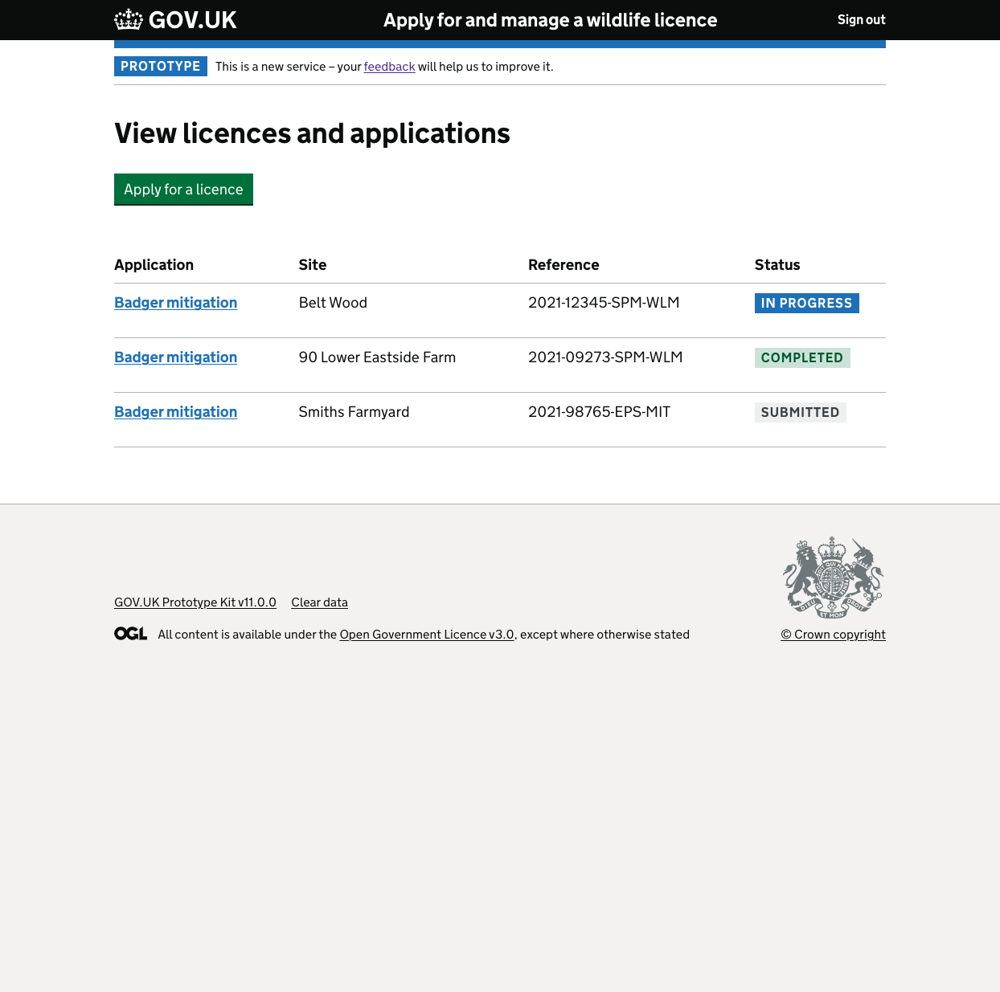 GOV.UK Apply for and manage a wildlife licence Sign out
PROTOTYPE This is a new service – your feedback will help us to improve it.
View licences and applications
Apply for a licence
Application Site Reference Status
Badger mitigation Belt Wood 2021-12345-SPM-WLM IN PROGRESS
Badger mitigation 90 Lower Eastside Farm 2021-09273-SPM-WLM COMPLETED
Badger mitigation Smiths Farmyard 2021-98765-EPS-MIT SUBMITTED
GOV.UK Prototype Kit v11.0.0 Clear data
OGL All content is available under the Open Government Licence v3.0, except where otherwise stated
DIEU ET MON DROIT
© Crown copyright